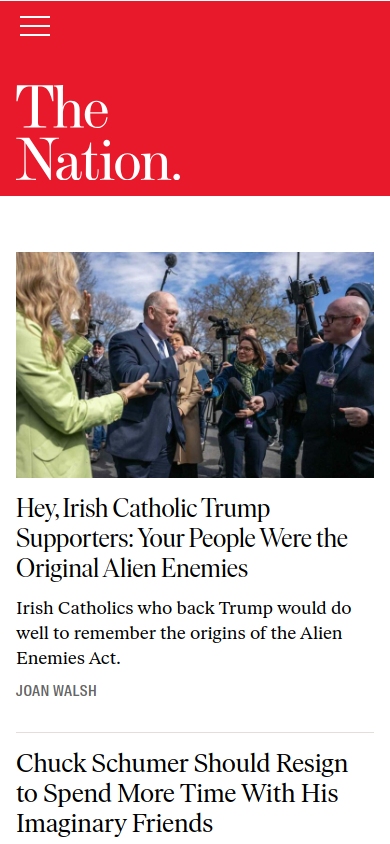 The
Nation.
Hey, Irish Catholic Trump
Supporters: Your People Were the
Original Alien Enemies
Irish Catholics who back Trump would do
well to remember the origins of the Alien
Enemies Act.
JOAN WALSH
Chuck Schumer Should Resign
to Spend More Time With His
Imaginary Friends